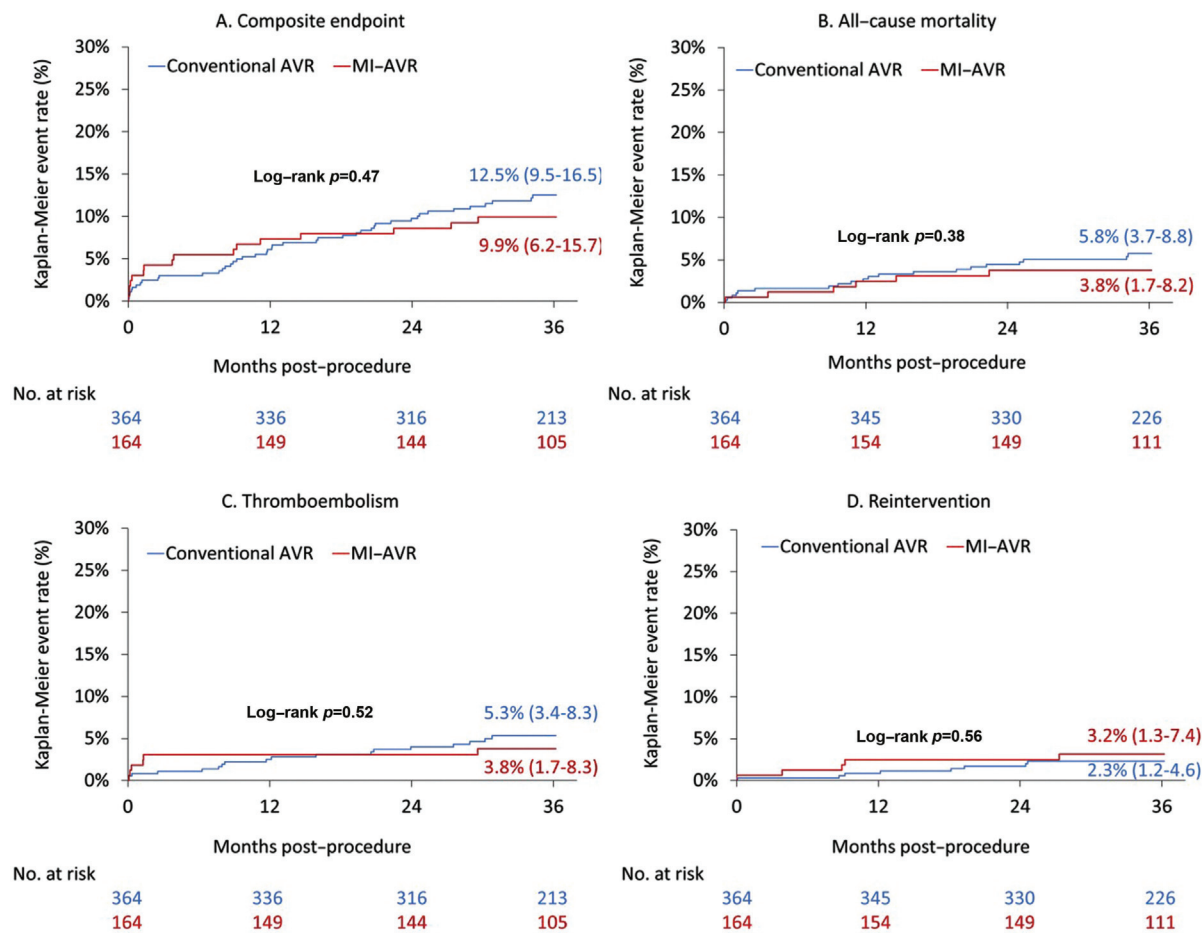 A. Composite endpoint
Kaplan-Meier event rate (%)
30%
25%
20%
15%
10%
5%
0%
Conventional AVR MI–AVR
Log–rank p=0.47
12.5% (9.5-16.5)
9.9% (6.2-15.7)
0 12 24 36
Months post–procedure
No. at risk
364 336 316 213
164 149 144 105
B. All–cause mortality
Kaplan-Meier event rate (%)
30%
25%
20%
15%
10%
5%
0%
Conventional AVR MI–AVR
Log–rank p=0.38
5.8% (3.7-8.8)
3.8% (1.7-8.2)
0 12 24 36
Months post–procedure
No. at risk
364 345 330 226
164 154 149 111
C. Thromboembolism
Kaplan-Meier event rate (%)
30%
25%
20%
15%
10%
5%
0%
Conventional AVR MI–AVR
Log–rank p=0.52
5.3% (3.4-8.3)
3.8% (1.7-8.3)
0 12 24 36
Months post–procedure
No. at risk
364 336 316 213
164 149 144 105
D. Reintervention
Kaplan-Meier event rate (%)
30%
25%
20%
15%
10%
5%
0%
Conventional AVR MI–AVR
Log–rank p=0.56
3.2% (1.3-7.4)
2.3% (1.2-4.6)
0 12 24 36
Months post–procedure
No. at risk
364 345 330 226
164 154 149 111